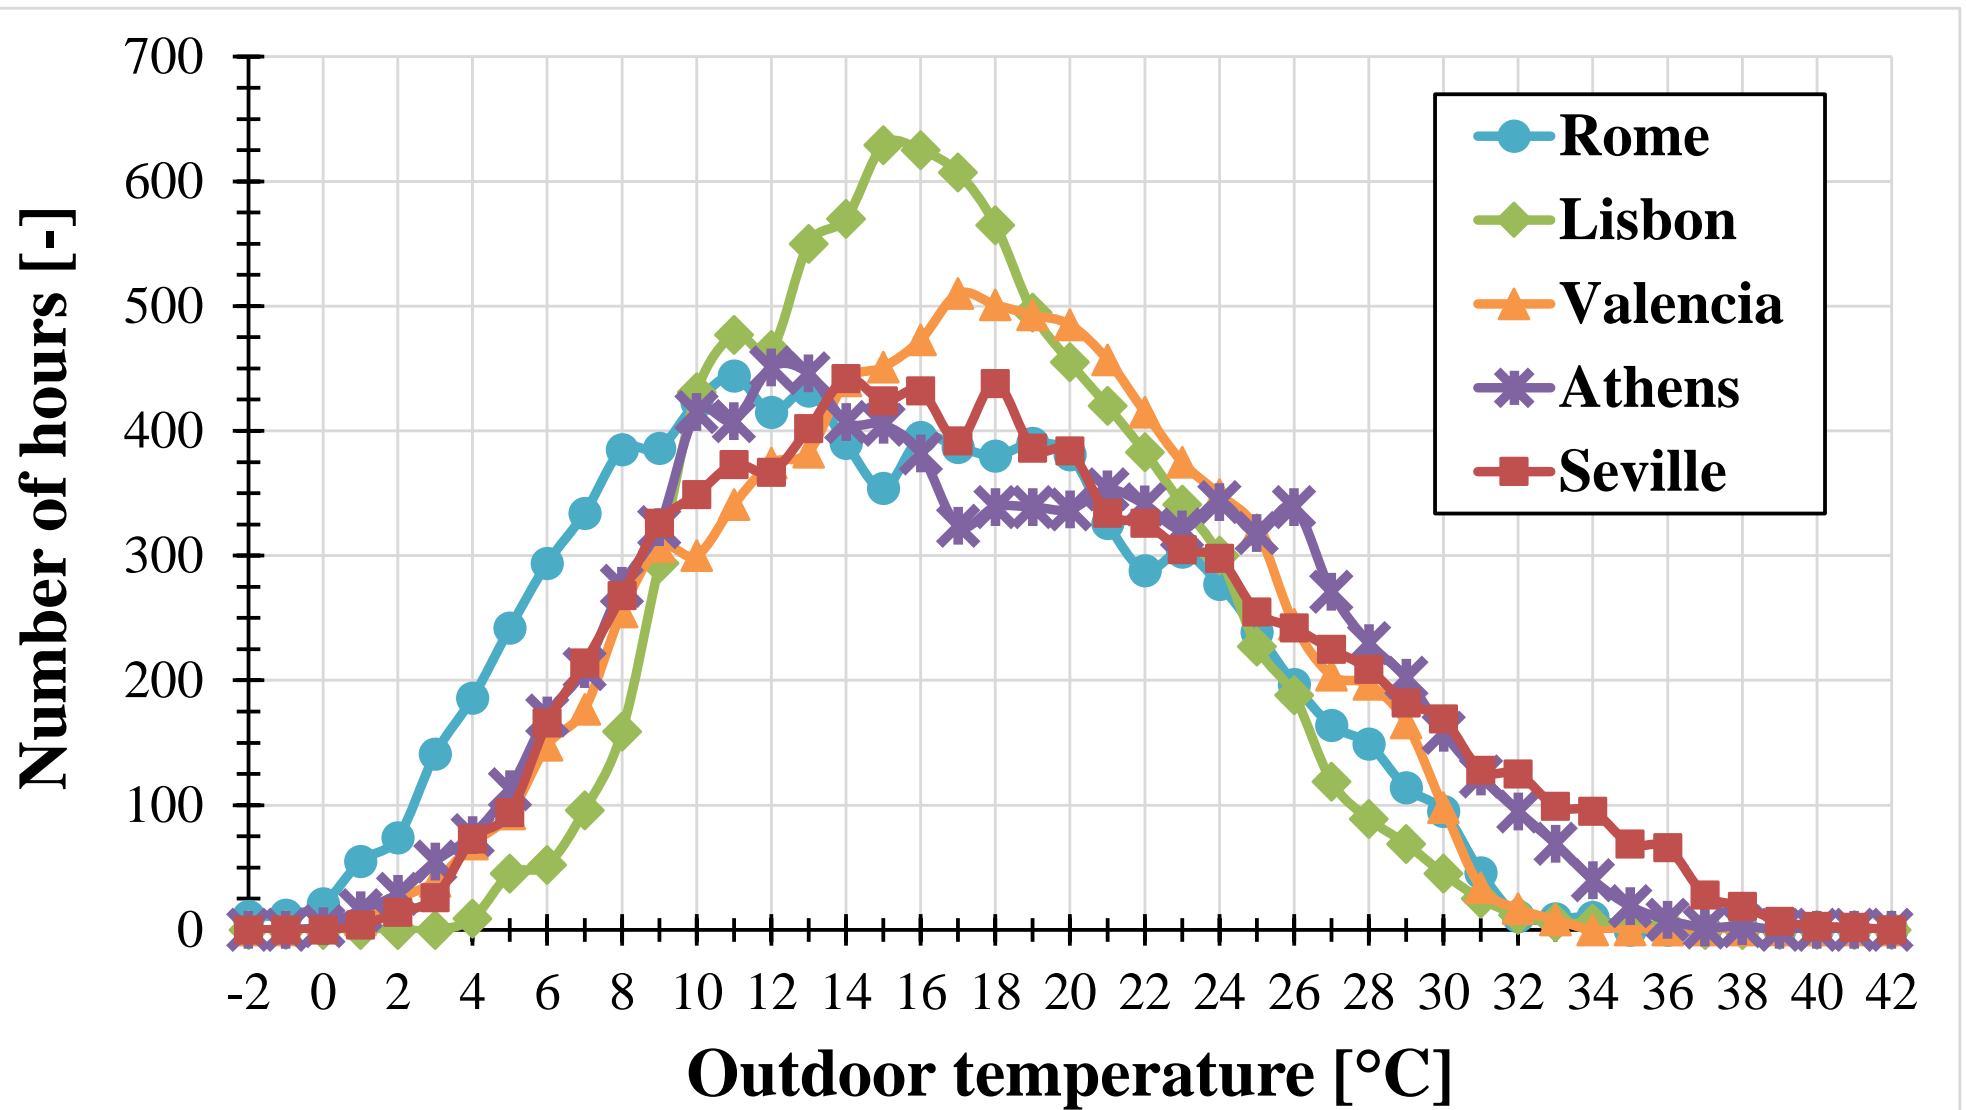 Number of hours [-]
700
600
500
400
300
200
100
0
Rome
Lisbon
Valencia
Athens
Seville
-2 0 2 4 6 8 10 12 14 16 18 20 22 24 26 28 30 32 34 36 38 40 42
Outdoor temperature [°C]